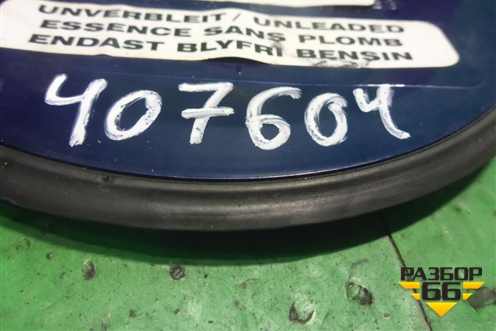 UNVERBLEIT / UNLEADED
ESSENCE SANS PLOMB
ENDAST BLYFRI BENSIN
407604
РАЗБОР
66